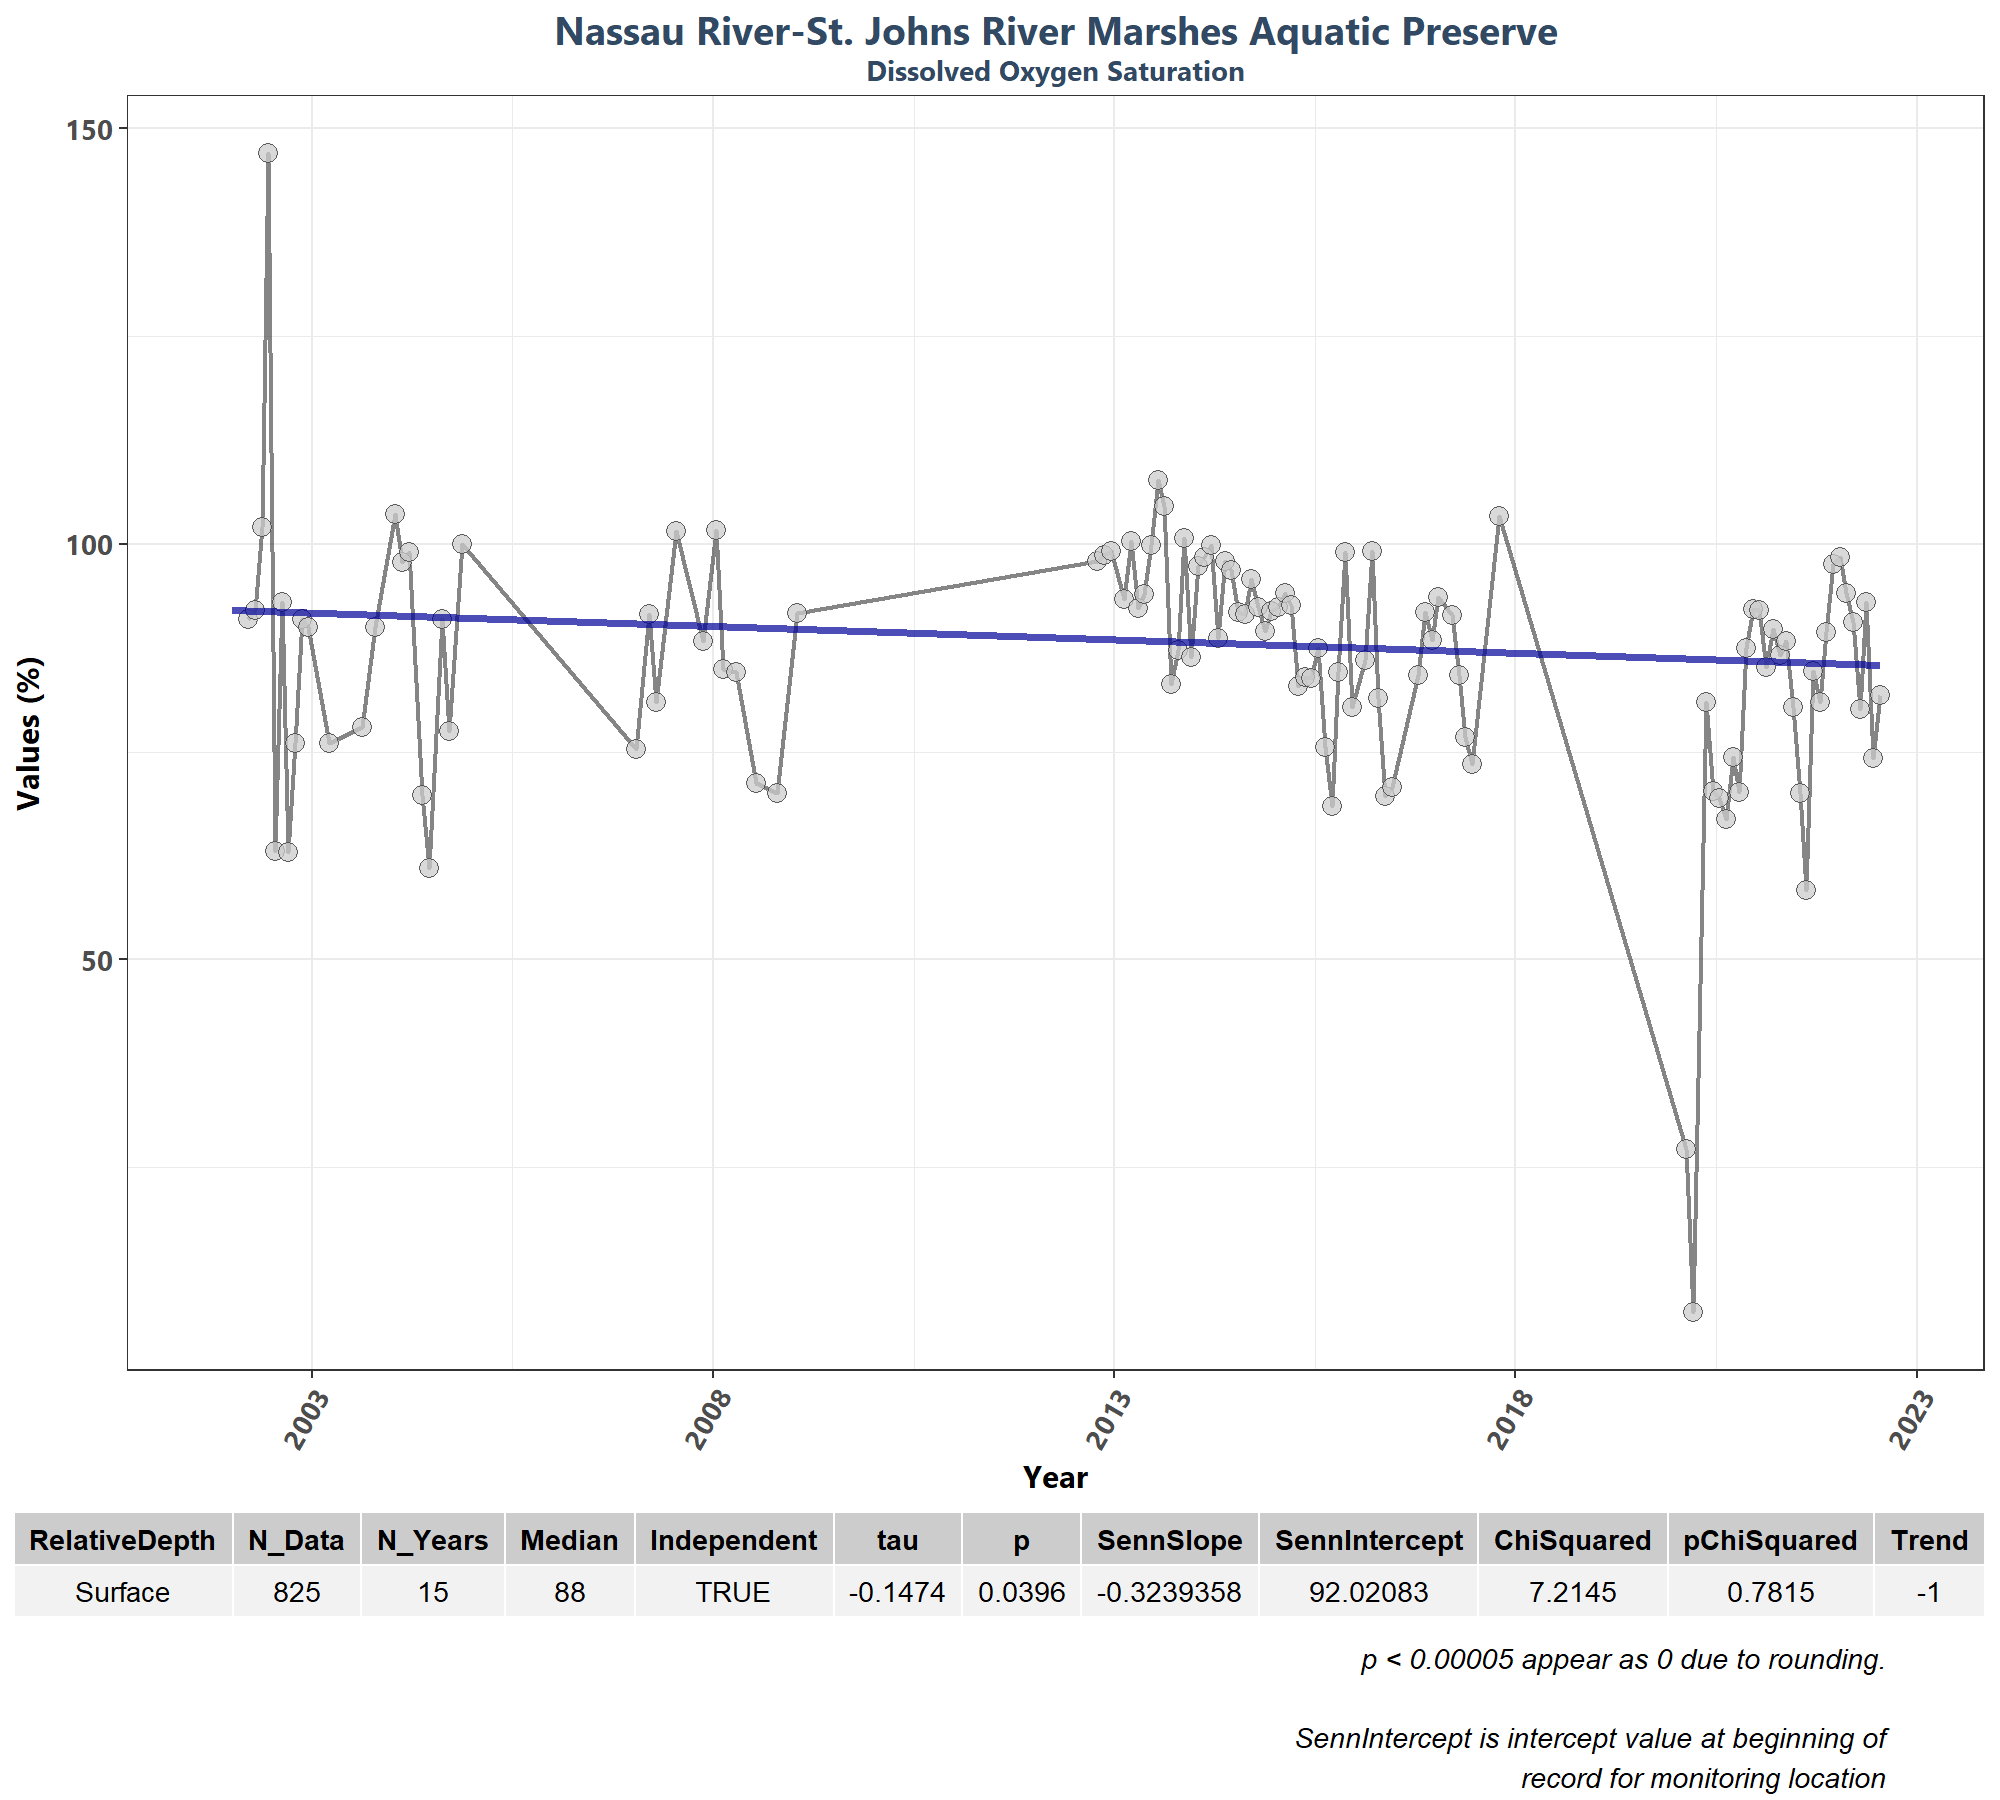 Nassau River-St. Johns River Marshes Aquatic Preserve
Dissolved Oxygen Saturation
150
100
50
Values (%)
2003 2008 2013 2018 2023
Year
RelativeDepth N_Data N_Years Median Independent tau p SennSlope SennIntercept ChiSquared pChiSquared Trend
Surface 825 15 88 TRUE -0.1474 0.0396 -0.3239358 92.02083 7.2145 0.7815 -1
p < 0.00005 appear as 0 due to rounding.
SennIntercept is intercept value at beginning of
record for monitoring location